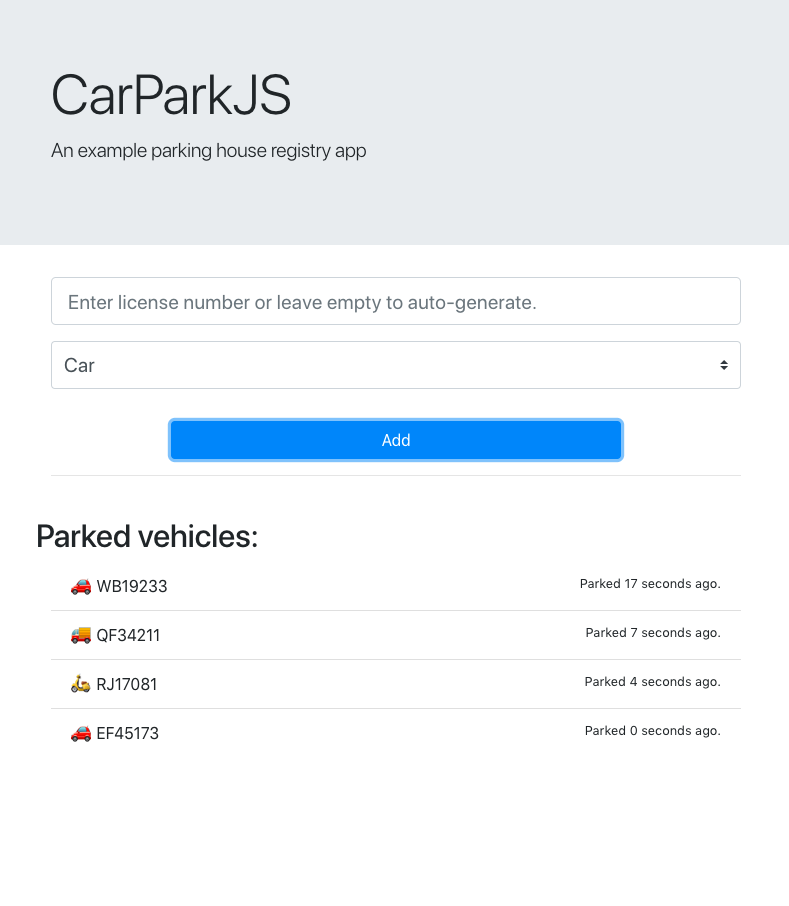 CarParkJS
An example parking house registry app
Enter license number or leave empty to auto-generate.
Car
Add
Parked vehicles:
WB19233 Parked 17 seconds ago.
QF34211 Parked 7 seconds ago.
RJ17081 Parked 4 seconds ago.
EF45173 Parked 0 seconds ago.